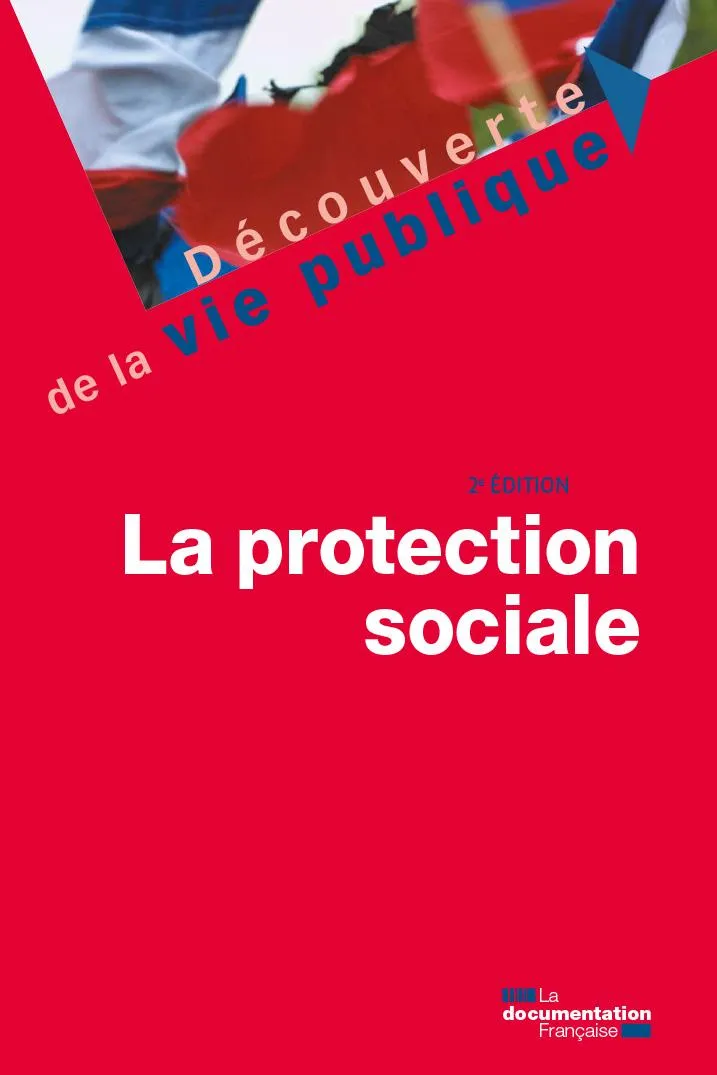 Découverte
de la vie publique
2e ÉDITION
La protection
sociale
La
documentation
Française